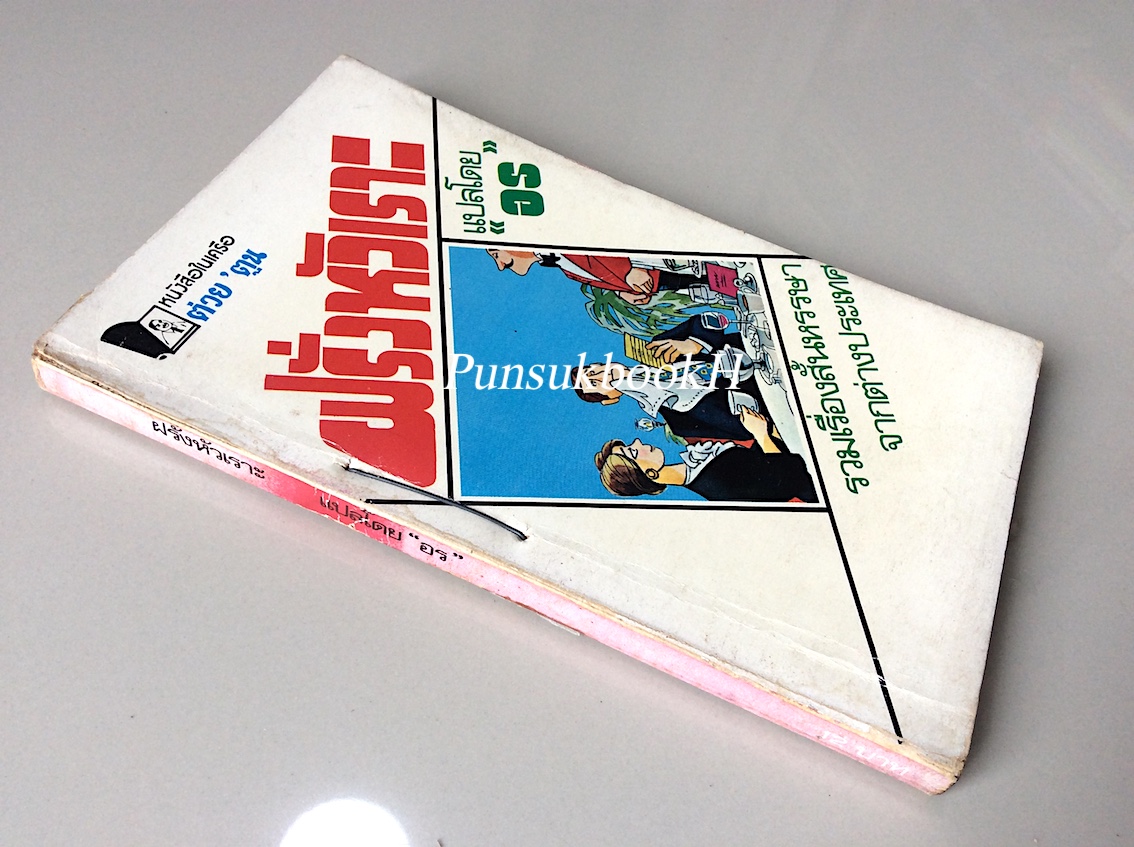 หนังสือในเครือ
ต่วย'ตูน
ฝรั่งหัวเราะ
แปลโดย
“อร”
รวมเรื่องสั้นหรรษา
จากต่างประเทศ
PunsukbookH
ฝรั่งหัวเราะ
แปลโดย “อร”